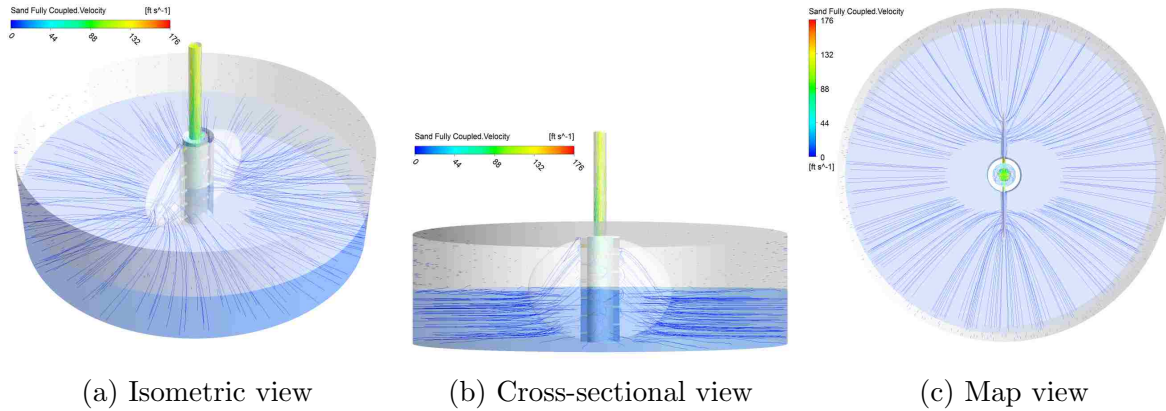 Sand Fully Coupled.Velocity [ft s^-1]
0 44 88 132 176
(a) Isometric view
Sand Fully Coupled.Velocity [ft s^-1]
0 44 88 132 176
(b) Cross-sectional view
Sand Fully Coupled.Velocity
176
132
88
44
0
[ft s^-1]
(c) Map view